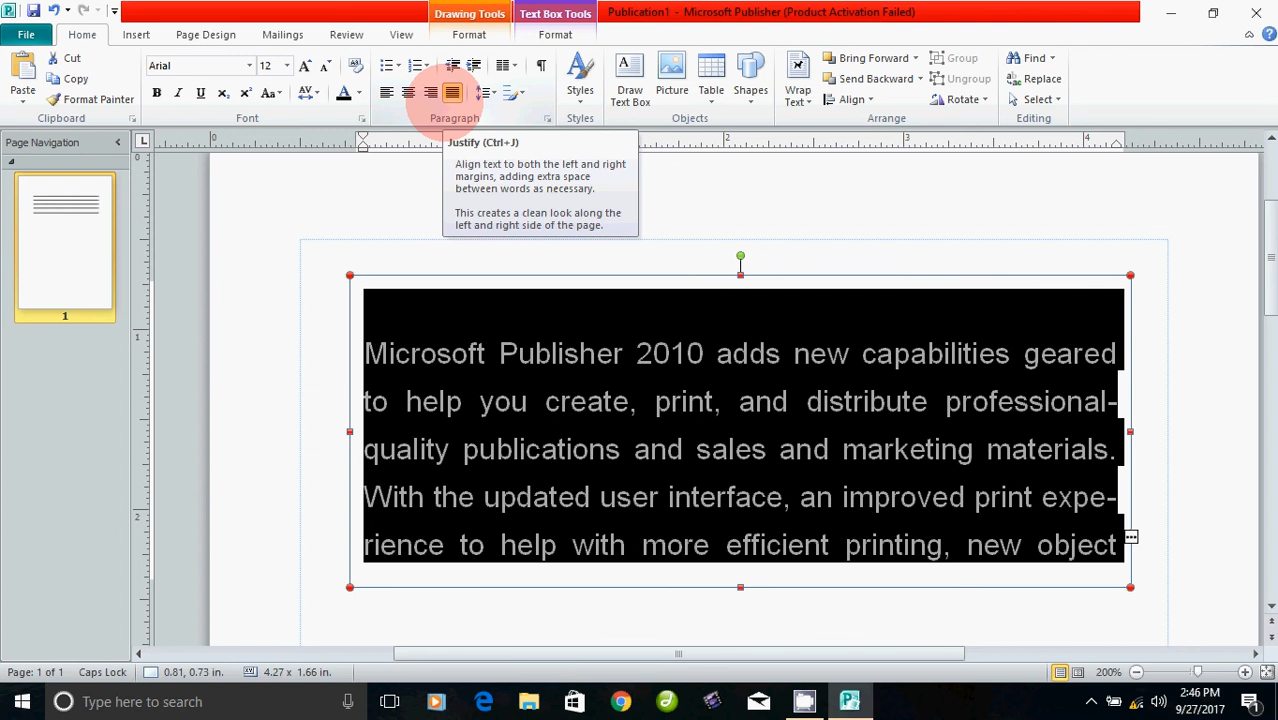 Drawing Tools
Text Box Tools
Publication1 - Microsoft Publisher (Product Activation Failed)
File
Home
Insert
Page Design
Mailings
Review
View
Format
Format
Paste
Cut
Copy
Format Painter
Clipboard
Arial
12
Font
Paragraph
Styles
Styles
Draw
Text Box
Picture
Table
Shapes
Objects
Wrap
Text
Bring Forward
Send Backward
Align
Group
Ungroup
Rotate
Arrange
Find
Replace
Select
Editing
Page Navigation
1
Justify (Ctrl+J)
Align text to both the left and right
margins, adding extra space
between words as necessary.
This creates a clean look along the
left and right side of the page.
0
2
3
4
0
1
2
Microsoft Publisher 2010 adds new capabilities geared
to help you create, print, and distribute professional-
quality publications and sales and marketing materials.
With the updated user interface, an improved print expe-
rience to help with more efficient printing, new object
Page: 1 of 1
Caps Lock
0.81, 0.73 in.
4.27 x 1.66 in.
200%
Type here to search
2:46 PM
9/27/2017